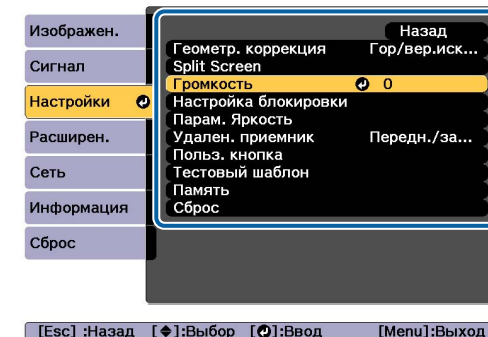 Изображен.
Сигнал
Настройки
Расширен.
Сеть
Информация
Сброс
Назад
Геометр. коррекция Гор/вер.иск...
Split Screen
Громкость 0
Настройка блокировки
Парам. Яркость
Удален. приемник Передн./за...
Польз. кнопка
Тестовый шаблон
Память
Сброс
[Esc] :Назад [◆]:Выбор [↵]:Ввод [Menu]:Выход